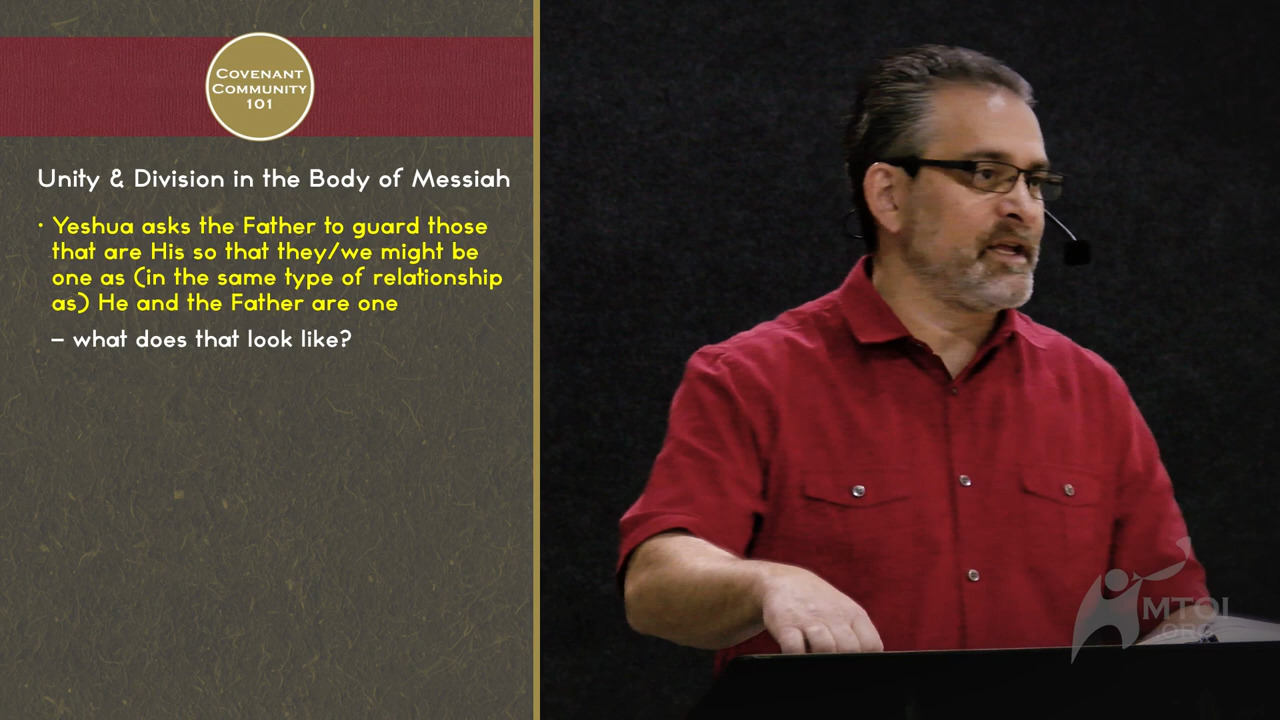 COVENANT
COMMUNITY
101
Unity & Division in the Body of Messiah
• Yeshua asks the Father to guard those
that are His so that they/we might be
one as (in the same type of relationship
as) He and the Father are one
– what does that look like?
MTOI
.ORG